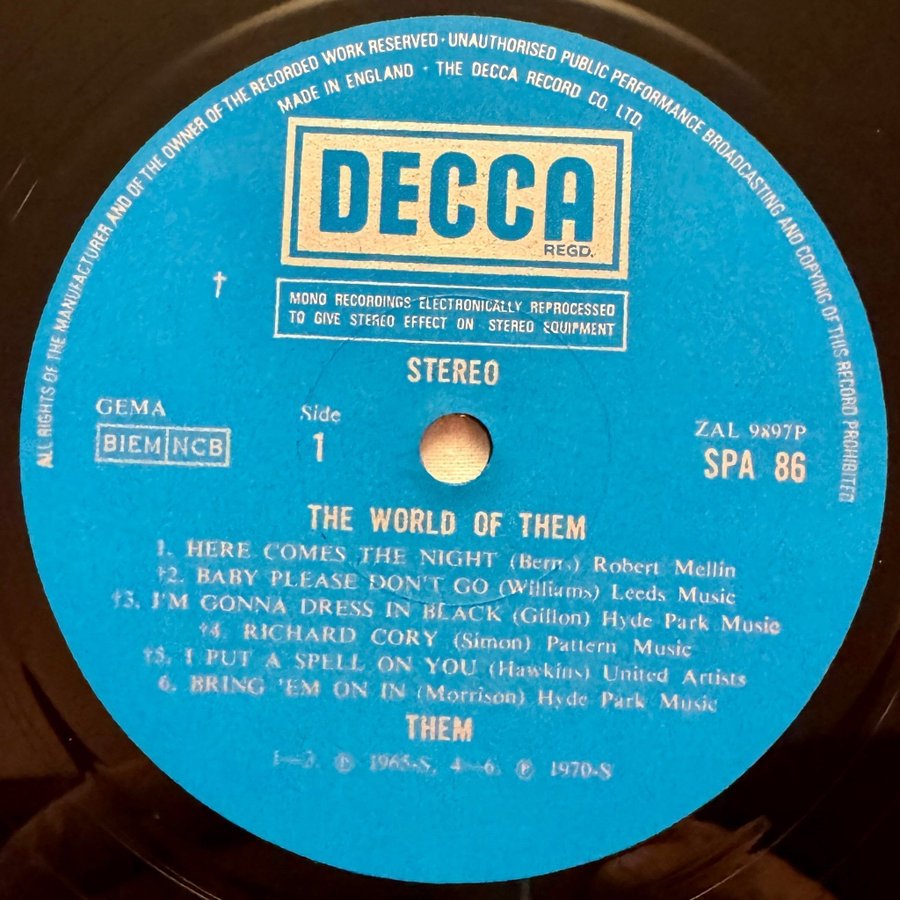 ALL RIGHTS OF THE MANUFACTURER AND OF THE OWNER OF THE RECORDED WORK RESERVED · UNAUTHORISED PUBLIC PERFORMANCE BROADCASTING AND COPYING OF THIS RECORD PROHIBITED
MADE IN ENGLAND · THE DECCA RECORD CO. LTD.
DECCA
REGD.
†
MONO RECORDINGS ELECTRONICALLY REPROCESSED
TO GIVE STEREO EFFECT ON STEREO EQUIPMENT
STEREO
GEMA
BIEM NCB
Side
1
ZAL 9897P
SPA 86
THE WORLD OF THEM
1. HERE COMES THE NIGHT (Berns) Robert Mellin
†2. BABY PLEASE DON'T GO (Williams) Leeds Music
†3. I'M GONNA DRESS IN BLACK (Gillon) Hyde Park Music
†4. RICHARD CORY (Simon) Pattern Music
†5. I PUT A SPELL ON YOU (Hawkins) United Artists
6. BRING 'EM ON IN (Morrison) Hyde Park Music
THEM
1—3. ℗ 1965-S, 4—6. ℗ 1970-S